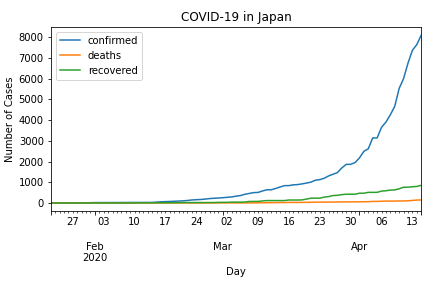 COVID-19 in Japan
confirmed
deaths
recovered
Number of Cases
8000
7000
6000
5000
4000
3000
2000
1000
0
27 03 10 17 24 02 09 16 23 30 06 13
Feb Mar Apr
2020
Day